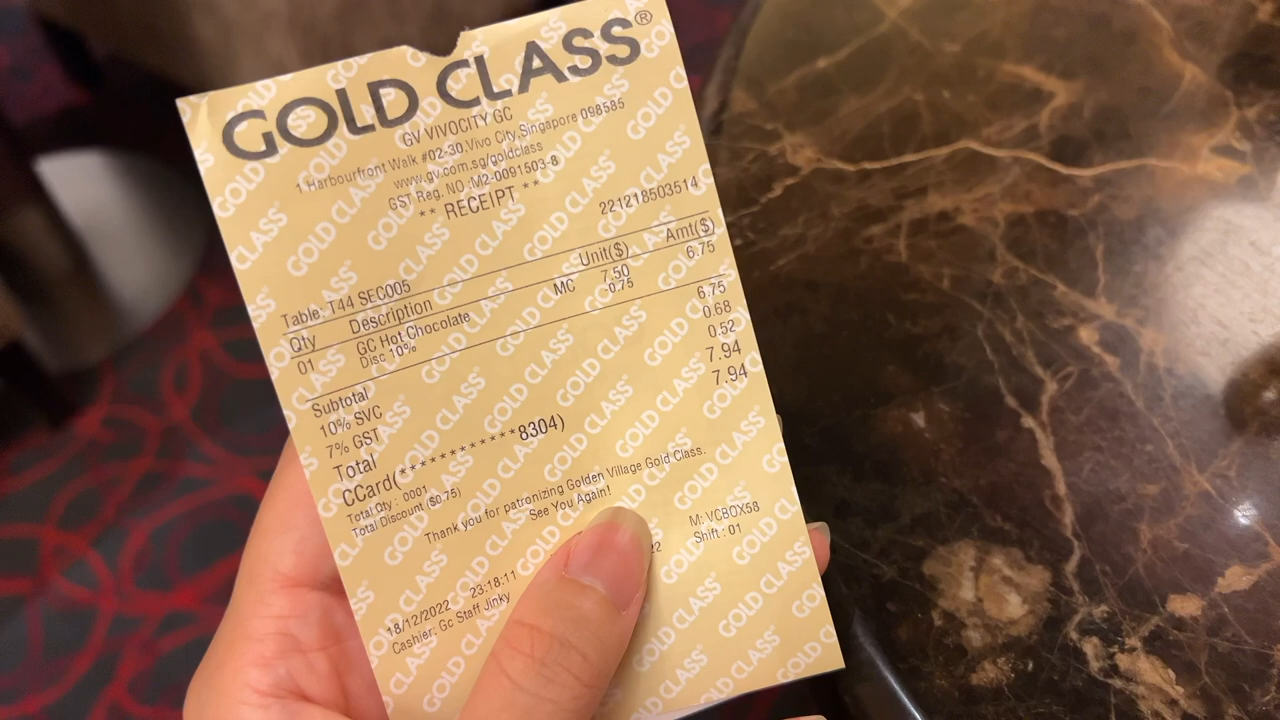 GOLD CLASS®
GV VIVOCITY GC
1 Harbourfront Walk #02-30,Vivo City,Singapore 098585
www.gv.com.sg/goldclass
GST Reg. NO :M2-0091503-8
** RECEIPT **
221218503514
Table: T44 SEC005
Qty Description Unit($) Amt($)
01 GC Hot Chocolate MC 7.50 6.75
Disc 10% -0.75
Subtotal 6.75
10% SVC 0.68
7% GST 0.52
Total 7.94
CCard(************8304) 7.94
Total Qty : 0001
Total Discount ($0.75)
Thank you for patronizing Golden Village Gold Class.
See You Again!
M: VCBOX58
22 Shift : 01
18/12/2022 23:18:11
Cashier: Gc Staff Jinky